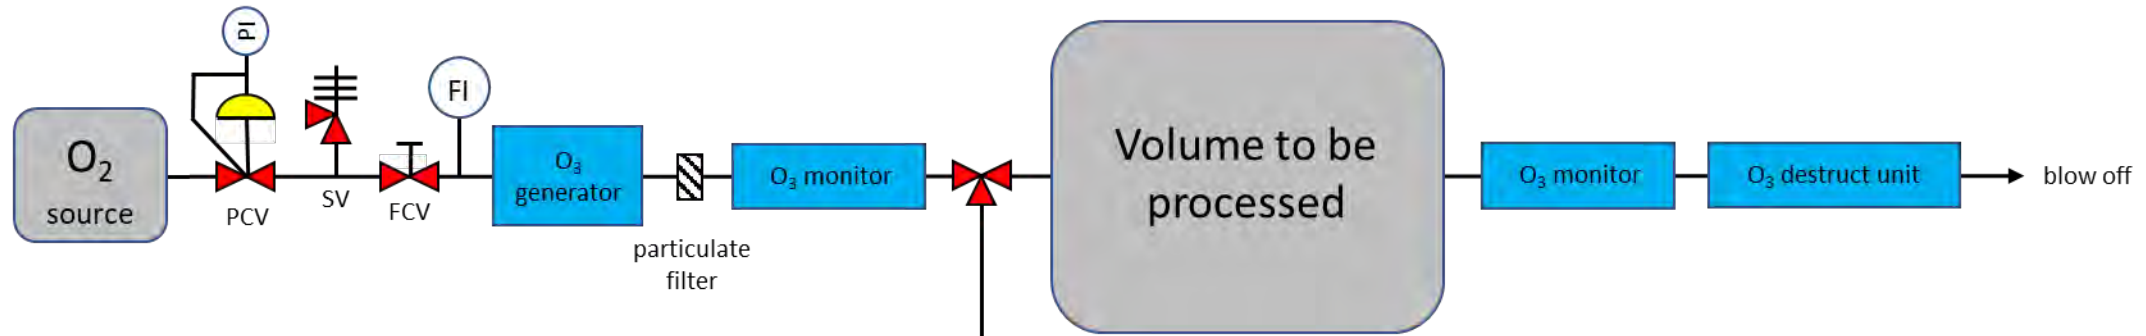 PI
FI
O₂
source
PCV
SV
FCV
O₃
generator
particulate
filter
O₃ monitor
Volume to be
processed
O₃ monitor
O₃ destruct unit
blow off